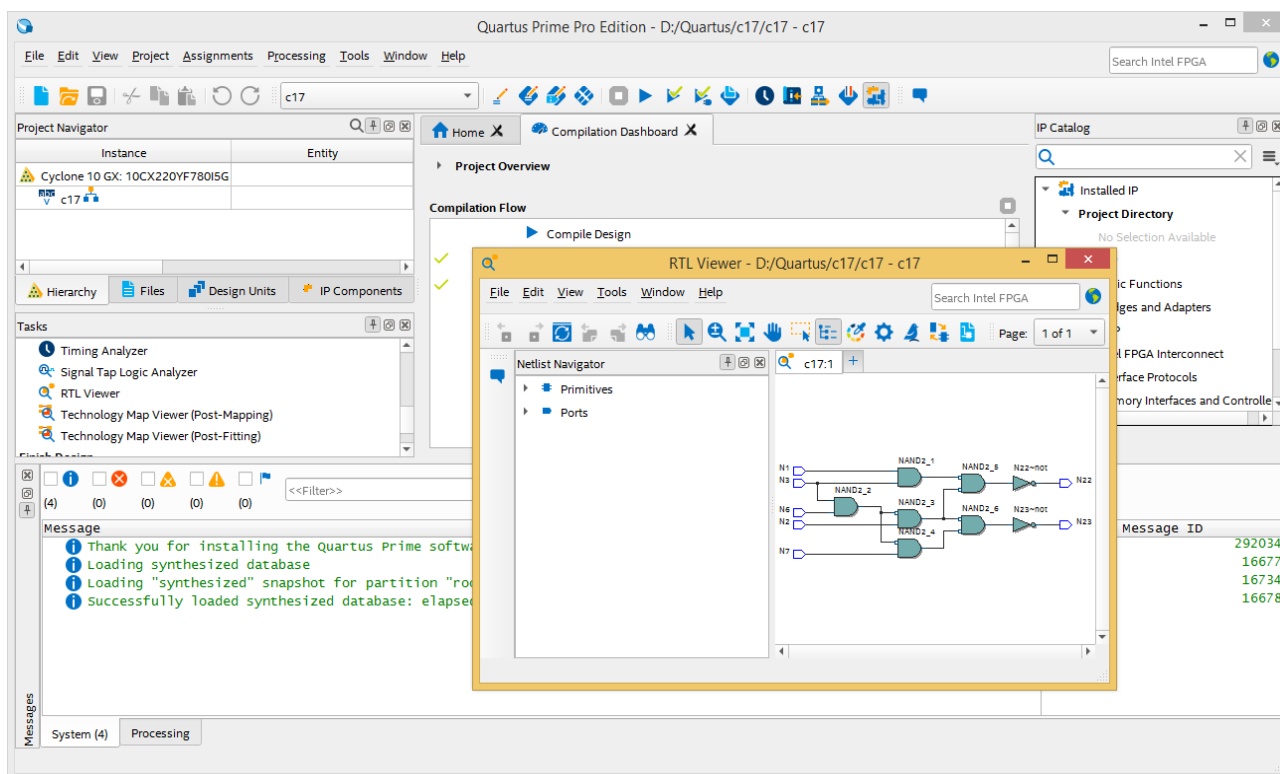 Quartus Prime Pro Edition - D:/Quartus/c17/c17 - c17
File Edit View Project Assignments Processing Tools Window Help
Search Intel FPGA
c17
Project Navigator
Instance Entity
Cyclone 10 GX: 10CX220YF780I5G
c17
Hierarchy Files Design Units IP Components
Tasks
Timing Analyzer
Signal Tap Logic Analyzer
RTL Viewer
Technology Map Viewer (Post-Mapping)
Technology Map Viewer (Post-Fitting)
Home Compilation Dashboard
Project Overview
Compilation Flow
Compile Design
IP Catalog
Installed IP
Project Directory
No Selection Available
ic Functions
ges and Adapters
P
l FPGA Interconnect
rface Protocols
mory Interfaces and Controlle
RTL Viewer - D:/Quartus/c17/c17 - c17
File Edit View Tools Window Help
Search Intel FPGA
Page: 1 of 1
Netlist Navigator
Primitives
Ports
c17:1
N1
N3
N6
N2
N7
NAND2_1
NAND2_2
NAND2_3
NAND2_4
NAND2_5
NAND2_6
N22~not
N23~not
N22
N23
(4) (0) (0) (0) (0)
<<Filter>>
Message
Message ID
Thank you for installing the Quartus Prime softwa
292034
Loading synthesized database
16677
Loading "synthesized" snapshot for partition "roo
16734
Successfully loaded synthesized database: elapsed
16678
Messages
System (4) Processing